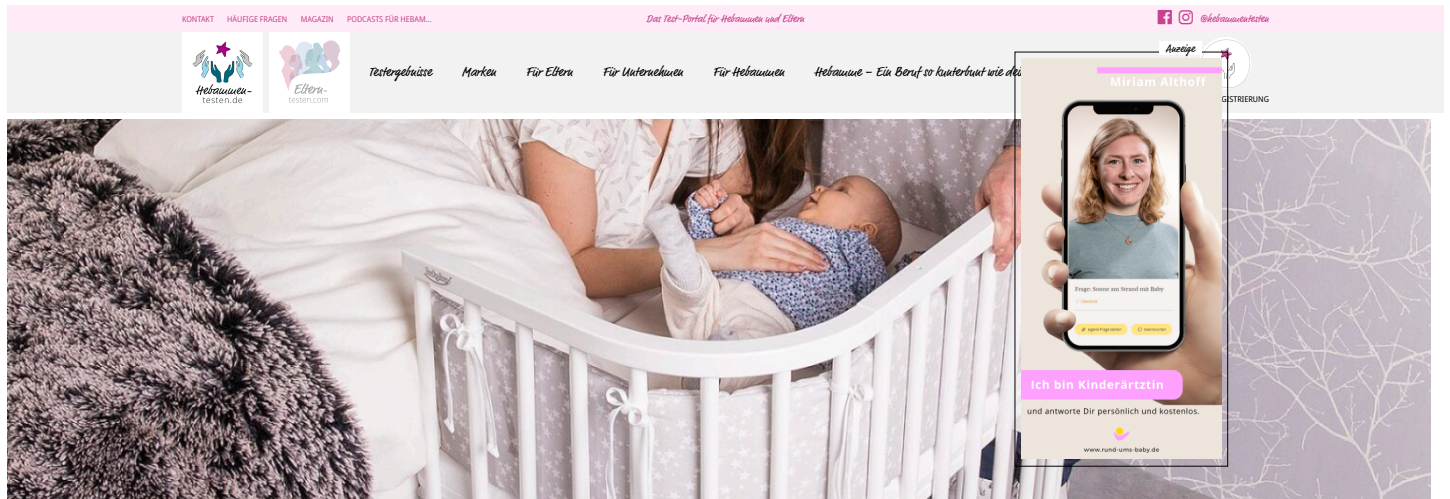 KONTAKT
HÄUFIGE FRAGEN
MAGAZIN
PODCASTS FÜR HEBAM...
Das Test-Portal für Hebammen und Eltern
@hebammentesten
Hebammen-
testen.de
Eltern-
testen.com
Testergebnisse
Marken
Für Eltern
Für Unternehmen
Für Hebammen
Hebamme – Ein Beruf so kunterbunt wie dei
Anzeige
GISTRIERUNG
Miriam Althoff
Frage: Sonne am Strand mit Baby
Ich bin Kinderärtztin
und antworte Dir persönlich und kostenlos.
www.rund-ums-baby.de